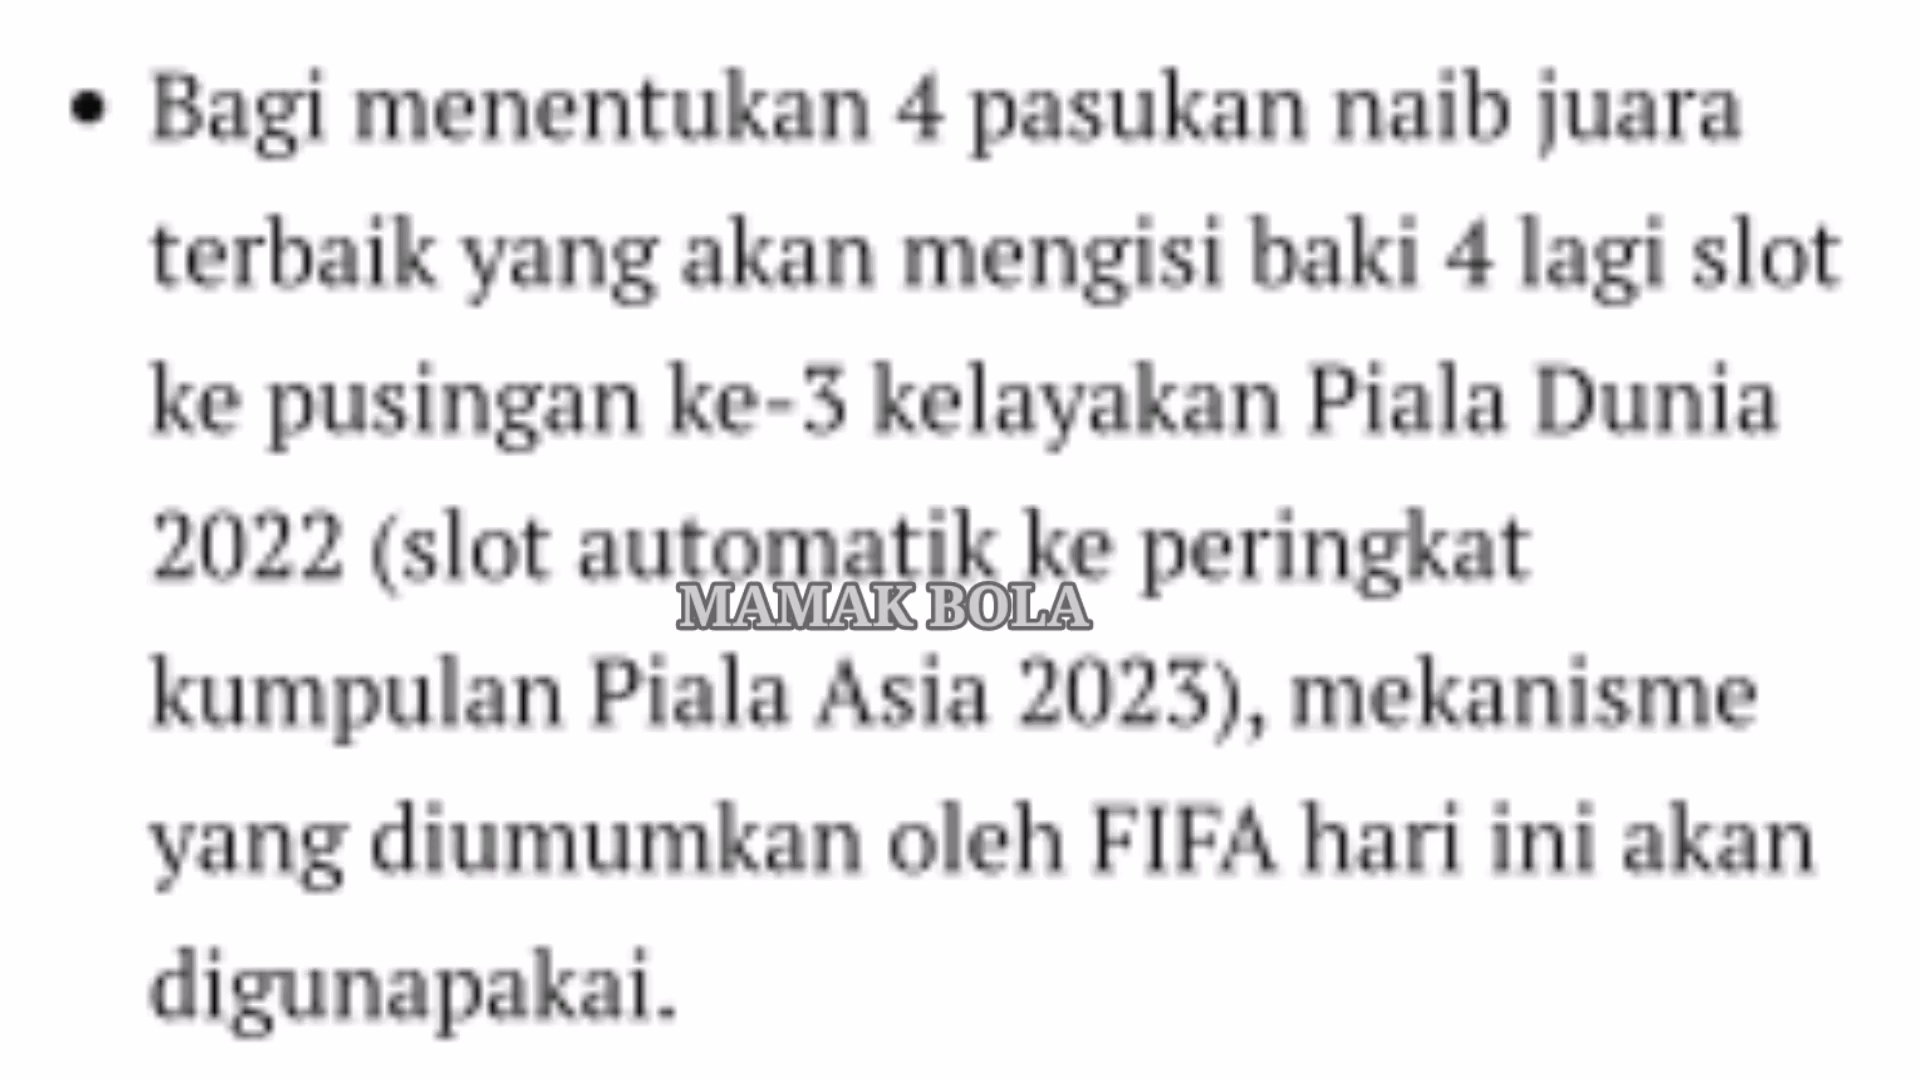 • Bagi menentukan 4 pasukan naib juara
terbaik yang akan mengisi baki 4 lagi slot
ke pusingan ke-3 kelayakan Piala Dunia
2022 (slot automatik ke peringkat
MAMAK BOLA
kumpulan Piala Asia 2023), mekanisme
yang diumumkan oleh FIFA hari ini akan
digunapakai.